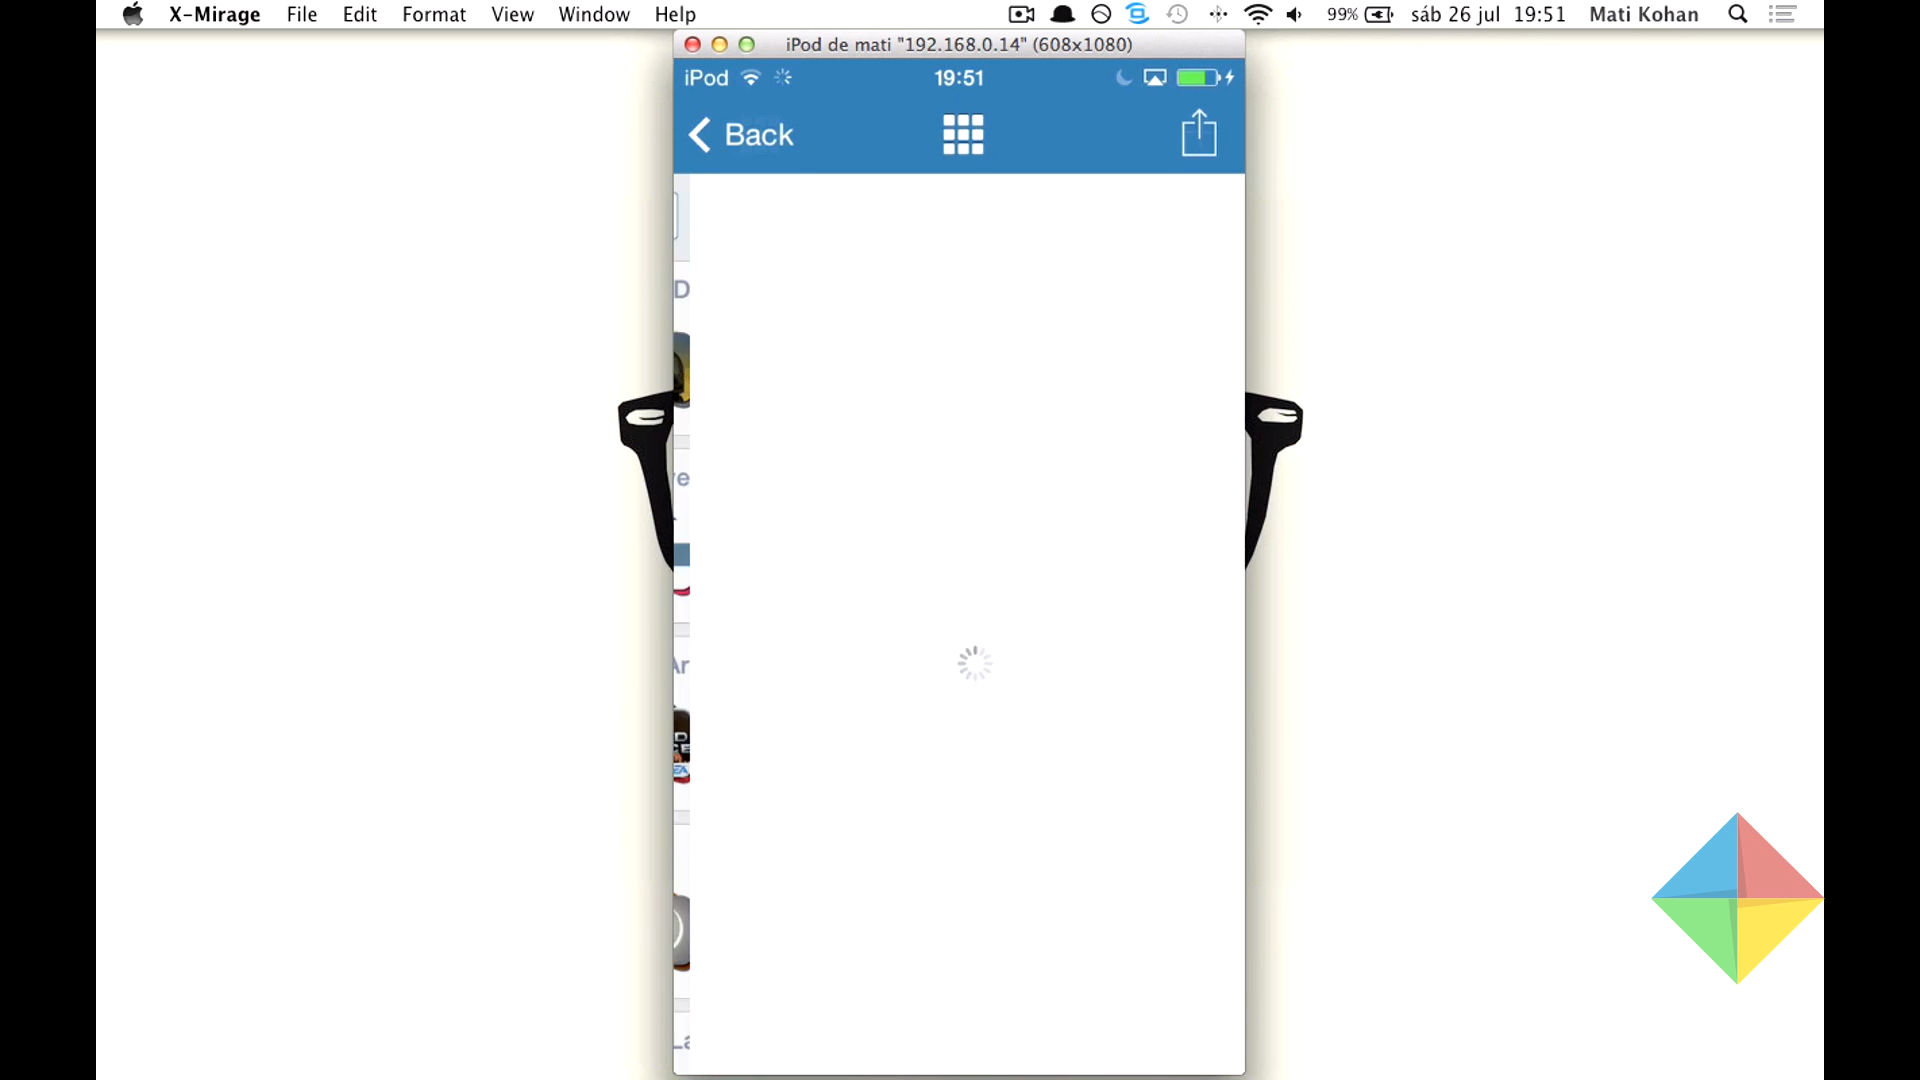 X-Mirage File Edit Format View Window Help 99% sáb 26 jul 19:51 Mati Kohan
iPod de mati "192.168.0.14" (608x1080)
iPod 19:51
Back
D
EA